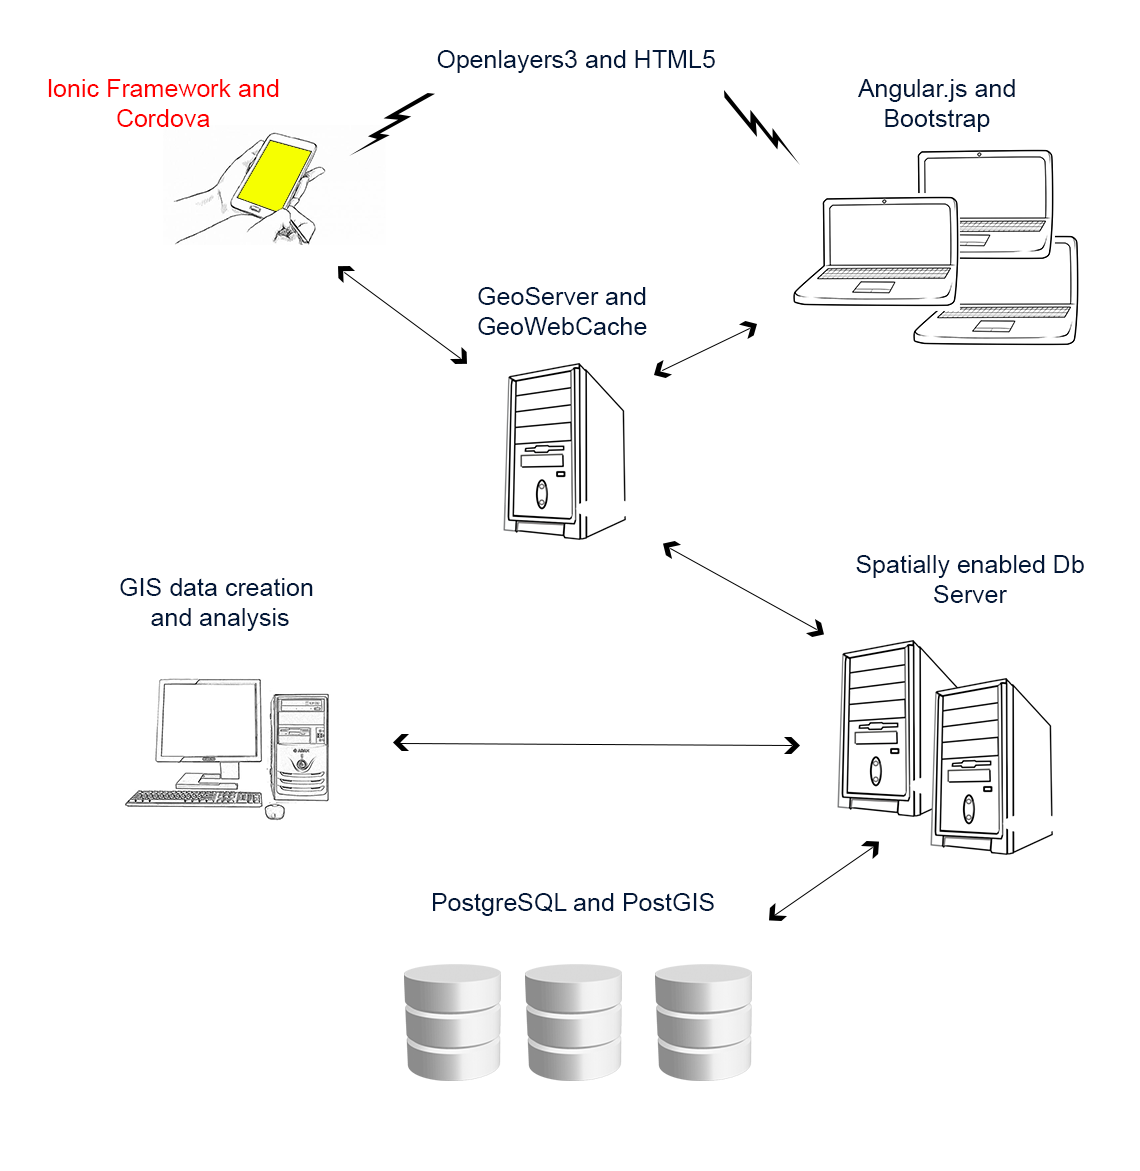 Openlayers3 and HTML5
Ionic Framework and
Cordova
Angular.js and
Bootstrap
GeoServer and
GeoWebCache
Spatially enabled Db
Server
GIS data creation
and analysis
PostgreSQL and PostGIS